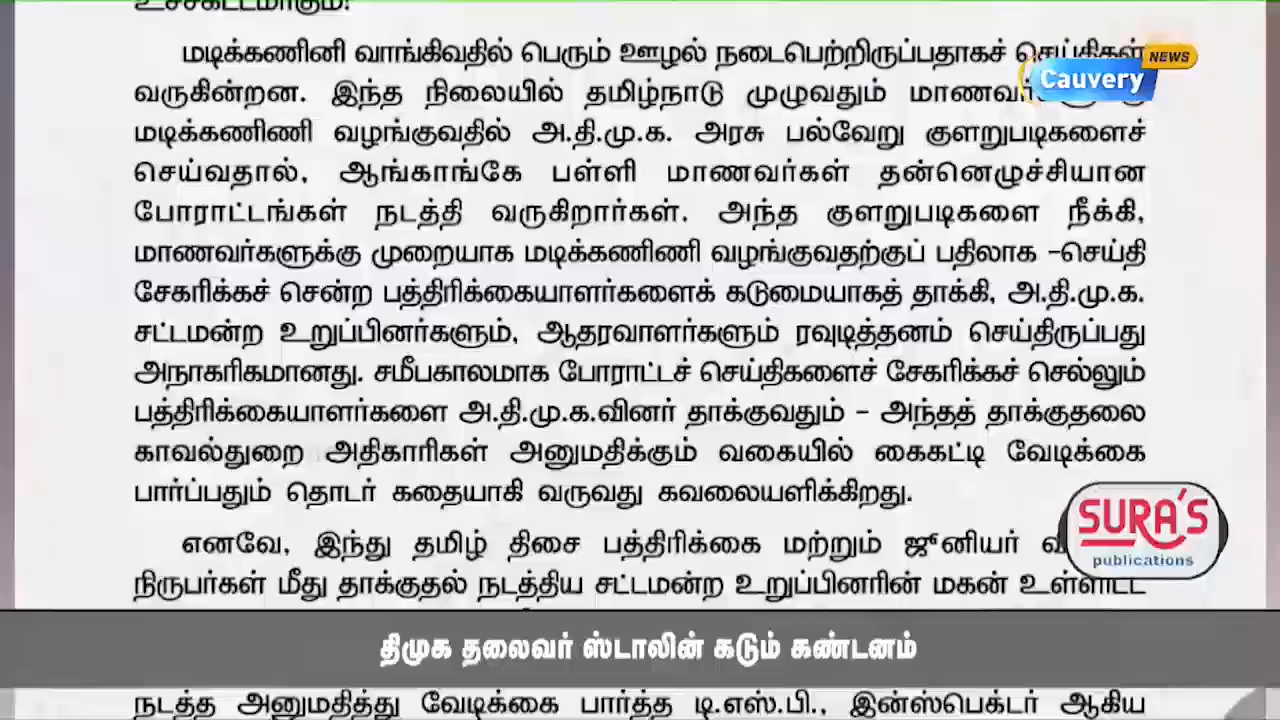 உச்சகட்டமாகும்!
மடிக்கணினி வாங்கிவதில் பெரும் ஊழல் நடைபெற்றிருப்பதாகச் செய்திகள்
வருகின்றன. இந்த நிலையில் தமிழ்நாடு முழுவதும்
மடிக்கணிணி வழங்குவதில் அ.தி.மு.க. அரசு பல்வேறு குளறுபடிகளைச்
செய்வதால், ஆங்காங்கே பள்ளி மாணவர்கள் தன்னெழுச்சியான
போராட்டங்கள் நடத்தி வருகிறார்கள். அந்த குளறுபடிகளை நீக்கி,
மாணவர்களுக்கு முறையாக மடிக்கணிணி வழங்குவதற்குப் பதிலாக -செய்தி
சேகரிக்கச் சென்ற பத்திரிக்கையாளர்களைக் கடுமையாகத் தாக்கி, அ.தி.மு.க.
சட்டமன்ற உறுப்பினர்களும், ஆதரவாளர்களும் ரவுடித்தனம் செய்திருப்பது
அநாகரிகமானது. சமீபகாலமாக போராட்டச் செய்திகளைச் சேகரிக்கச் செல்லும்
பத்திரிக்கையாளர்களை அ.தி.மு.க.வினர் தாக்குவதும் - அந்தத் தாக்குதலை
காவல்துறை அதிகாரிகள் அனுமதிக்கும் வகையில் கைகட்டி வேடிக்கை
பார்ப்பதும் தொடர் கதையாகி வருவது கவலையளிக்கிறது.
எனவே, இந்து தமிழ் திசை பத்திரிக்கை மற்றும் ஜூனியர்
நிருபர்கள் மீது தாக்குதல் நடத்திய சட்டமன்ற உறுப்பினரின் மகன் உள்ளிட்ட
திமுக தலைவர் ஸ்டாலின் கடும் கண்டனம்
நடத்த அனுமதித்து வேடிக்கை பார்த்த டி.எஸ்.பி., இன்ஸ்பெக்டர் ஆகிய
Cauvery NEWS
SURA'S
publications